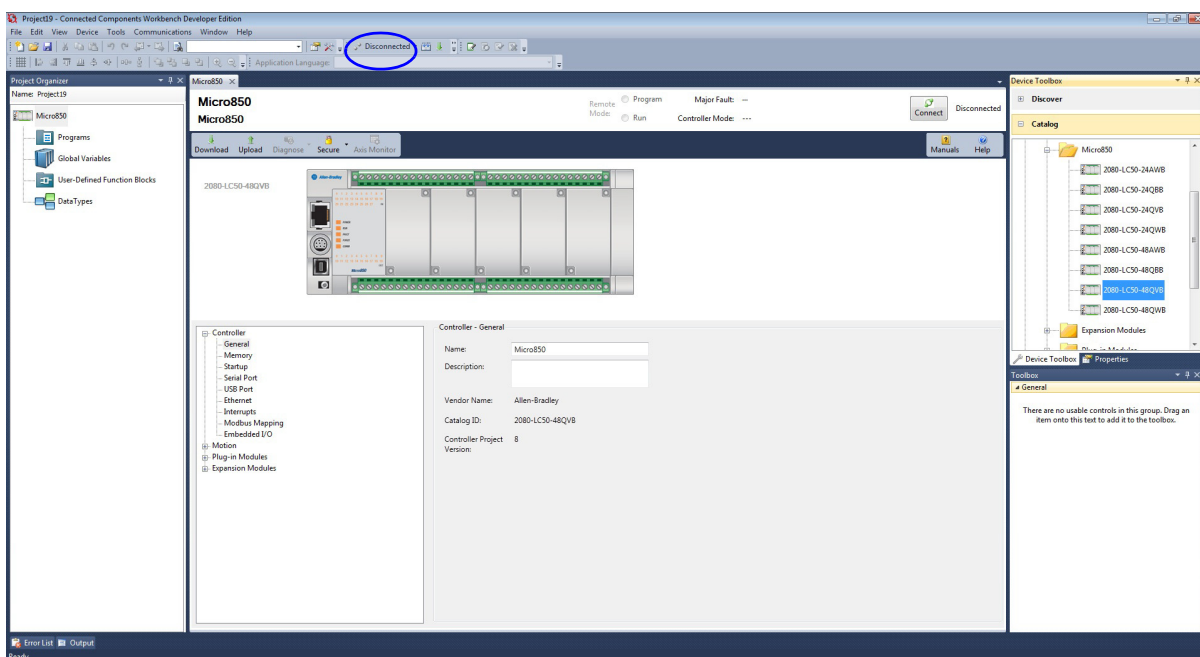 Project19 - Connected Components Workbench Developer Edition
File Edit View Device Tools Communications Window Help
Disconnected
Application Language:
Project Organizer
Name: Project19
Micro850
Programs
Global Variables
User-Defined Function Blocks
DataTypes
Micro850
Micro850
Micro850
Remote Mode:
Program
Run
Major Fault: --
Controller Mode: ---
Connect
Disconnected
Download Upload Diagnose Secure Axis Monitor
Manuals Help
2080-LC50-48QVB
Allen-Bradley
Micro850
Controller
General
Memory
Startup
Serial Port
USB Port
Ethernet
Interrupts
Modbus Mapping
Embedded I/O
Motion
Plug-in Modules
Expansion Modules
Controller - General
Name: Micro850
Description:
Vendor Name: Allen-Bradley
Catalog ID: 2080-LC50-48QVB
Controller Project Version: 8
Device Toolbox
Discover
Catalog
Micro850
2080-LC50-24AWB
2080-LC50-24QBB
2080-LC50-24QVB
2080-LC50-24QWB
2080-LC50-48AWB
2080-LC50-48QBB
2080-LC50-48QVB
2080-LC50-48QWB
Expansion Modules
Plug-in Modules
Device Toolbox Properties
Toolbox
General
There are no usable controls in this group. Drag an
item onto this text to add it to the toolbox.
Error List Output
Ready